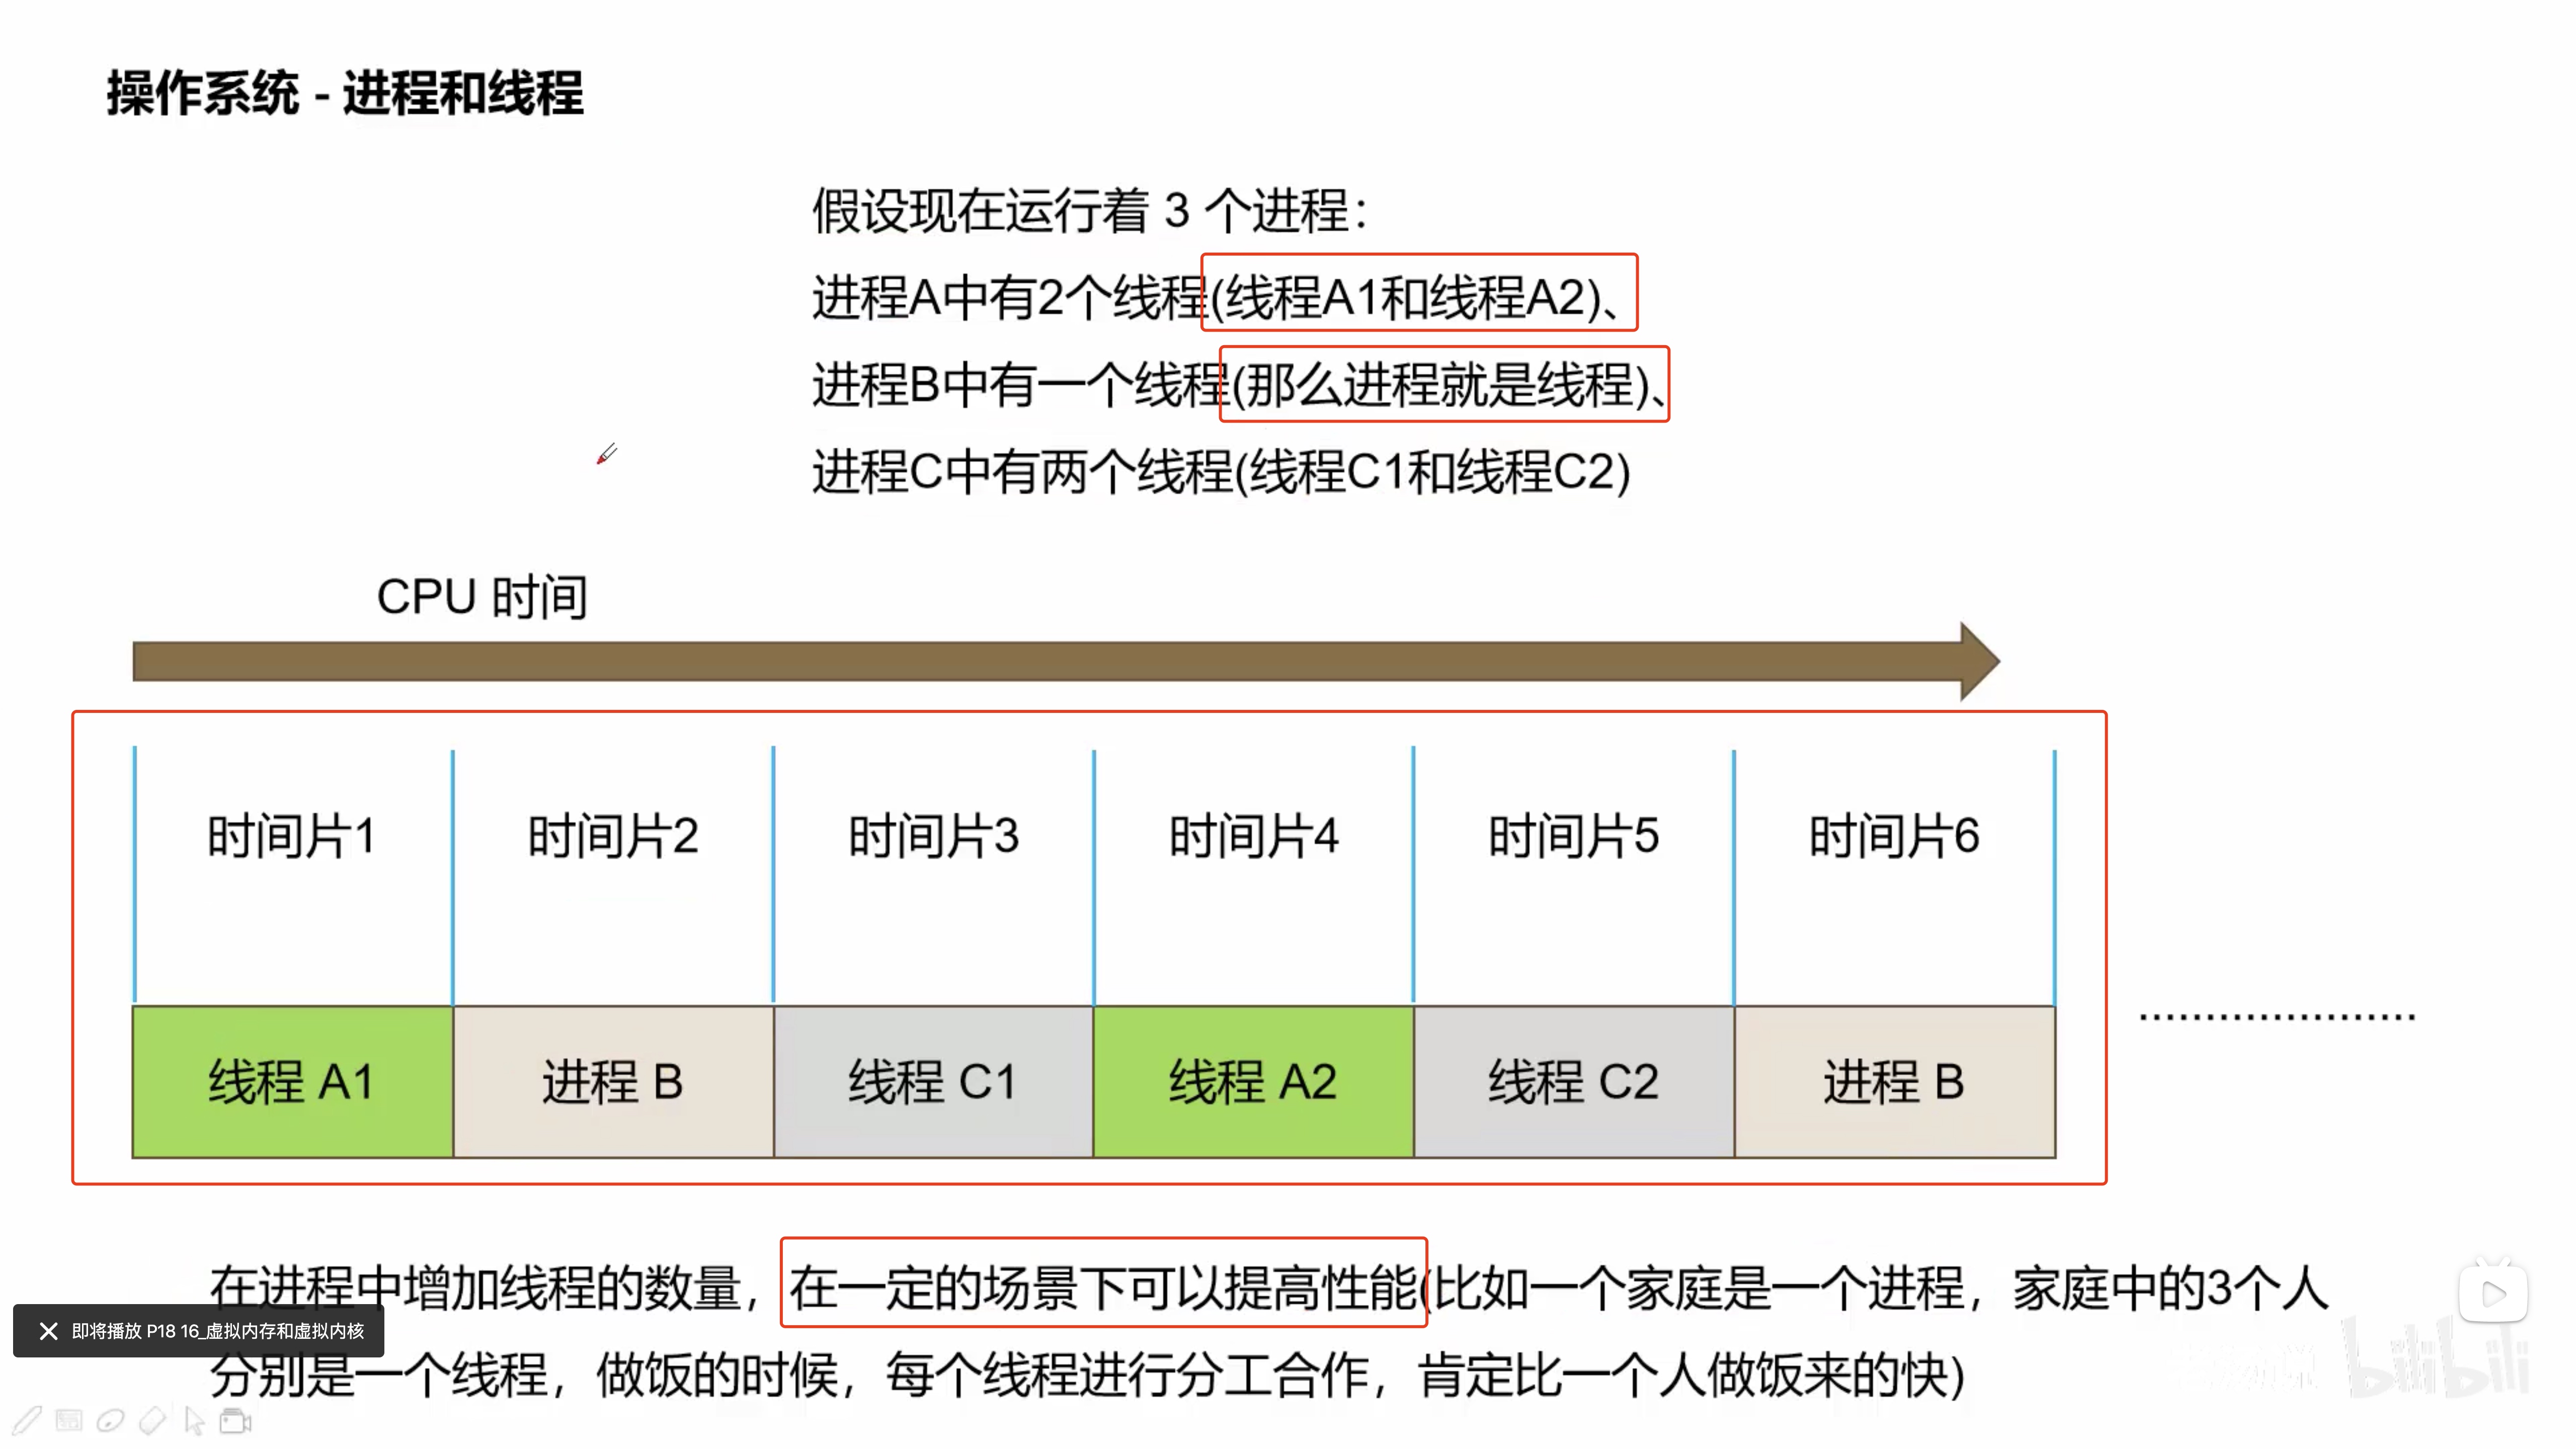 操作系统 - 进程和线程
假设现在运行着 3 个进程：
进程A中有2个线程(线程A1和线程A2)、
进程B中有一个线程(那么进程就是线程)、
进程C中有两个线程(线程C1和线程C2)
CPU 时间
时间片1 时间片2 时间片3 时间片4 时间片5 时间片6
线程 A1 进程 B 线程 C1 线程 A2 线程 C2 进程 B
.....................
在进程中增加线程的数量，在一定的场景下可以提高性能(比如一个家庭是一个进程，家庭中的3个人
即将播放 P18 16_虚拟内存和虚拟内核
分别是一个线程，做饭的时候，每个线程进行分工合作，肯定比一个人做饭来的快)
bilibili